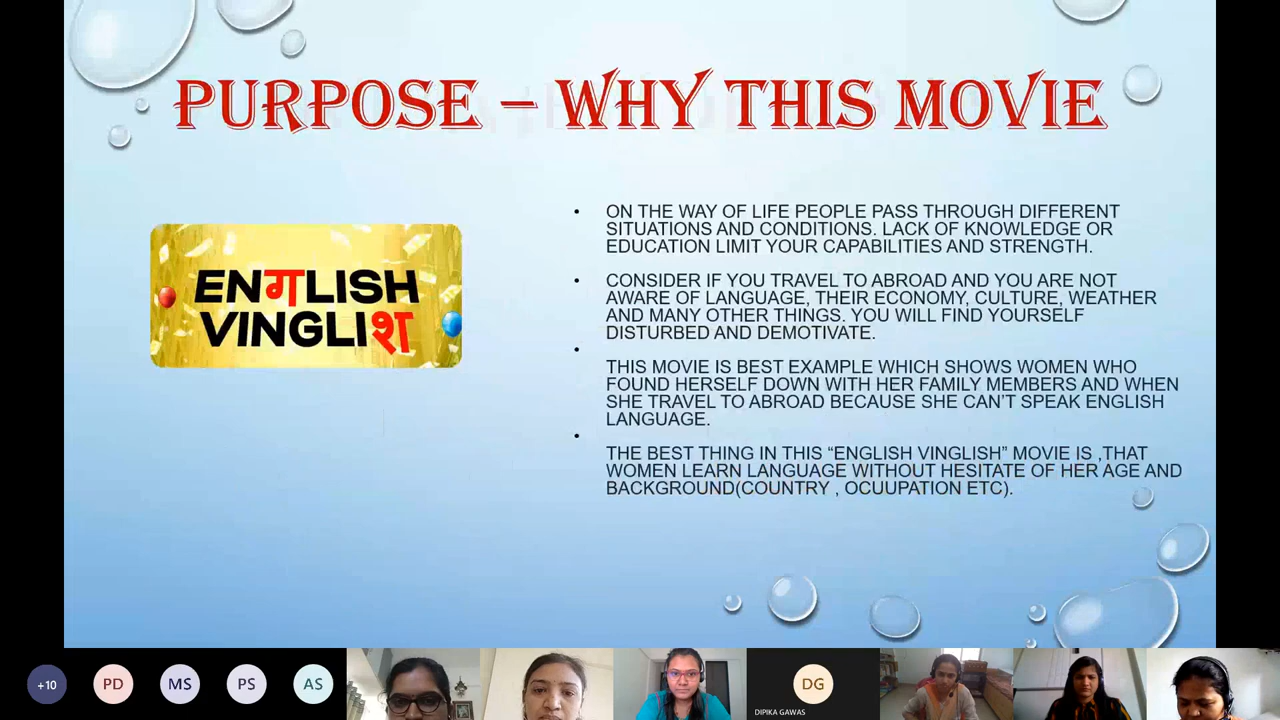 PURPOSE – WHY THIS MOVIE
ENगLISH
VINGLIश
• ON THE WAY OF LIFE PEOPLE PASS THROUGH DIFFERENT
SITUATIONS AND CONDITIONS. LACK OF KNOWLEDGE OR
EDUCATION LIMIT YOUR CAPABILITIES AND STRENGTH.
• CONSIDER IF YOU TRAVEL TO ABROAD AND YOU ARE NOT
AWARE OF LANGUAGE, THEIR ECONOMY, CULTURE, WEATHER
AND MANY OTHER THINGS. YOU WILL FIND YOURSELF
DISTURBED AND DEMOTIVATE.
•
THIS MOVIE IS BEST EXAMPLE WHICH SHOWS WOMEN WHO
FOUND HERSELF DOWN WITH HER FAMILY MEMBERS AND WHEN
SHE TRAVEL TO ABROAD BECAUSE SHE CAN'T SPEAK ENGLISH
LANGUAGE.
•
THE BEST THING IN THIS “ENGLISH VINGLISH” MOVIE IS ,THAT
WOMEN LEARN LANGUAGE WITHOUT HESITATE OF HER AGE AND
BACKGROUND(COUNTRY , OCUUPATION ETC).
+10 PD MS PS AS DG
DIPIKA GAWAS